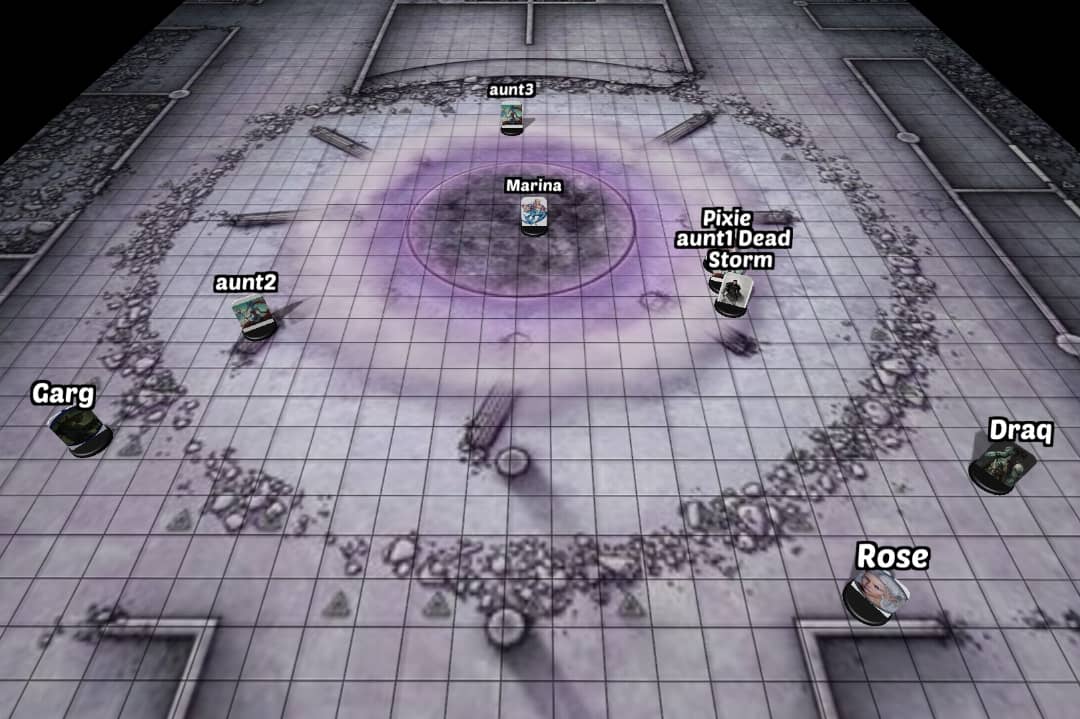 aunt3
Marina
Pixie
aunt1 Dead
Storm
aunt2
Garg
Draq
Rose